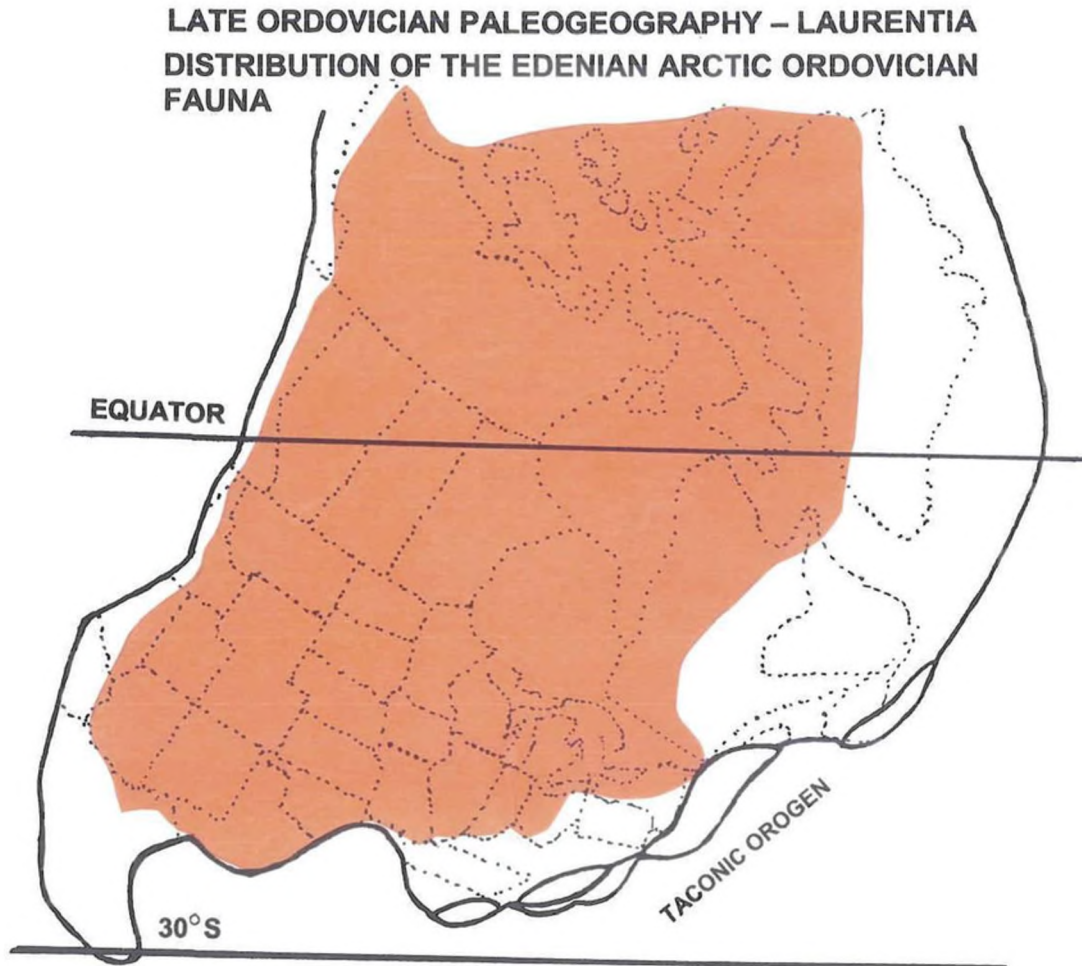 LATE ORDOVICIAN PALEOGEOGRAPHY – LAURENTIA
DISTRIBUTION OF THE EDENIAN ARCTIC ORDOVICIAN
FAUNA
EQUATOR
TACONIC OROGEN
30°S